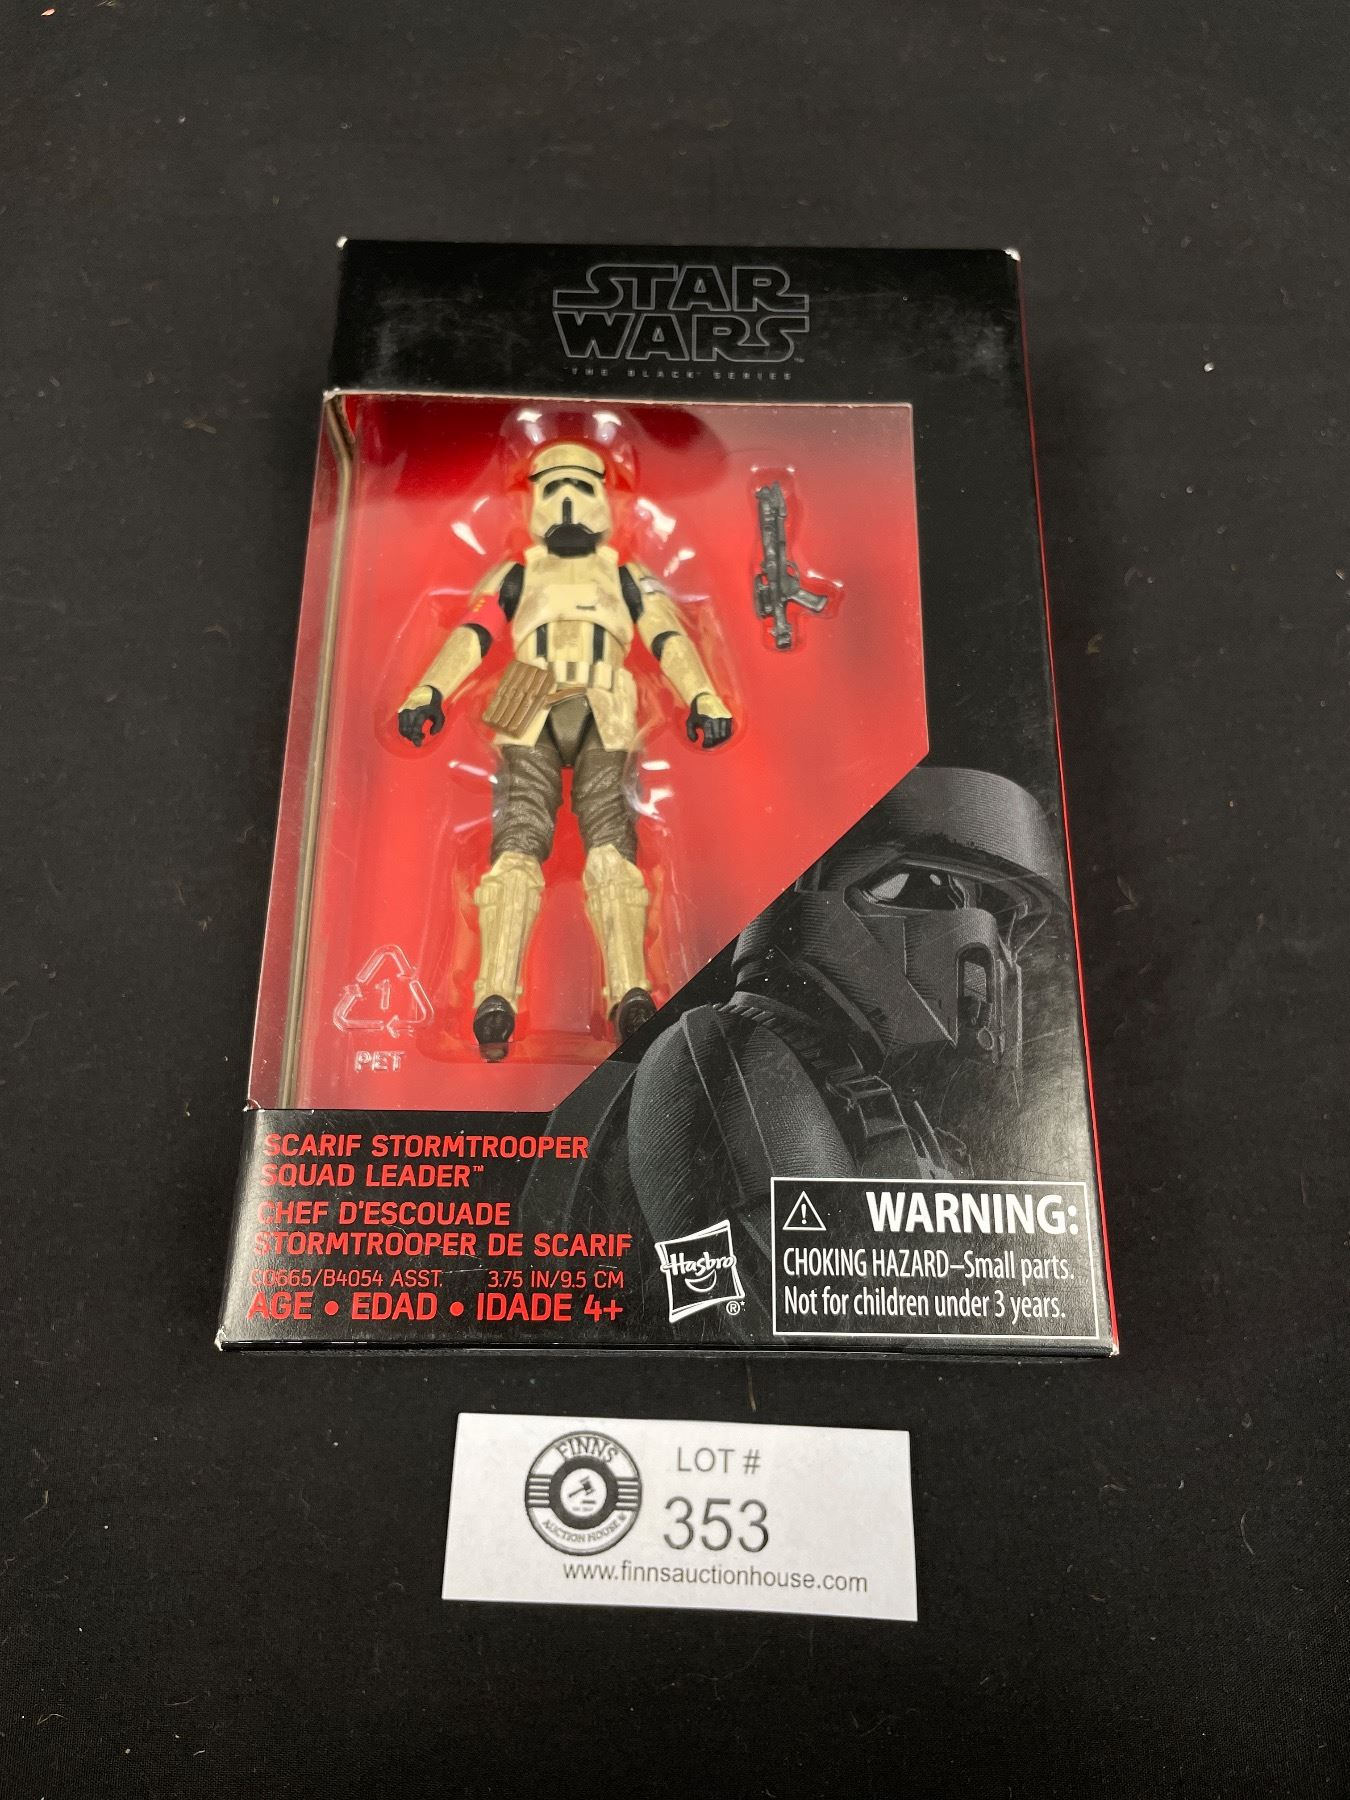 STAR
WARS™
THE BLACK SERIES
1
PET
SCARIF STORMTROOPER
SQUAD LEADER™
CHEF D'ESCOUADE
STORMTROOPER DE SCARIF
C0665/B4054 ASST. 3.75 IN/9.5 CM
AGE • EDAD • IDADE 4+
Hasbro
®*
WARNING:
CHOKING HAZARD–Small parts.
Not for children under 3 years.
FINNS
AUCTION HOUSE
LOT #
353
www.finnsauctionhouse.com